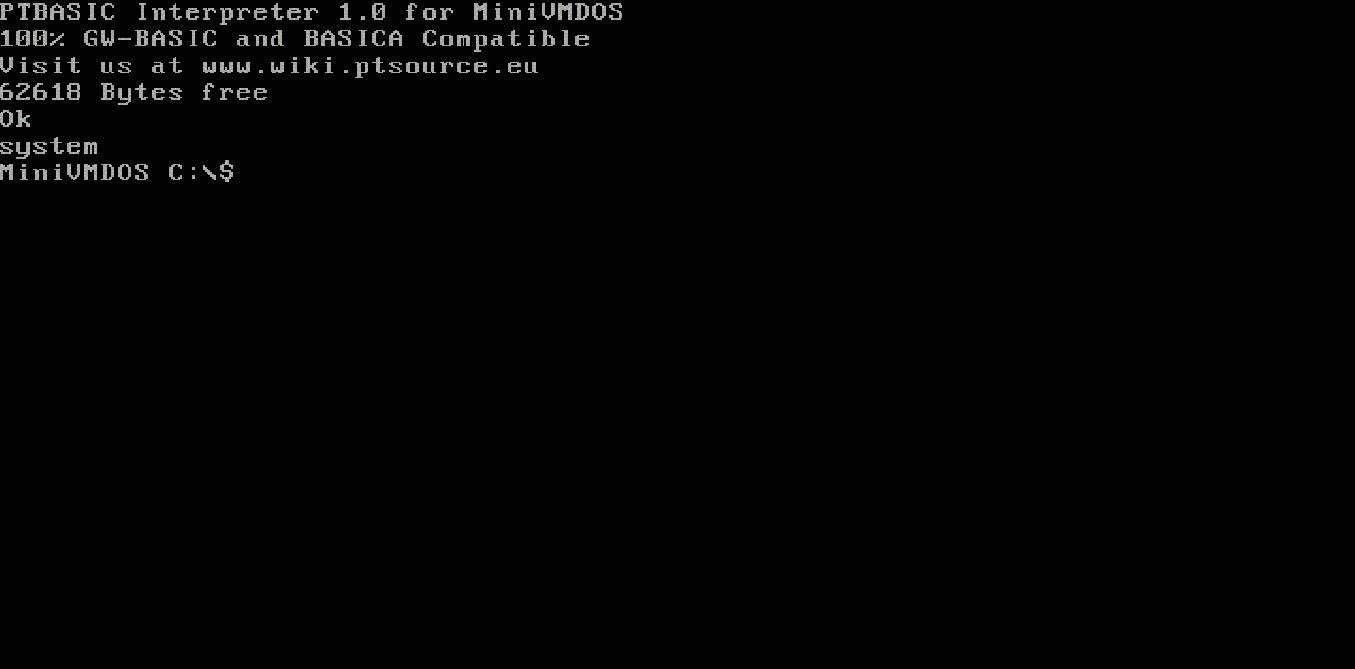 PTBASIC Interpreter 1.0 for MiniVMDOS
100% GW-BASIC and BASICA Compatible
Visit us at www.wiki.ptsource.eu
62618 Bytes free
Ok
system
MiniVMDOS C:\$